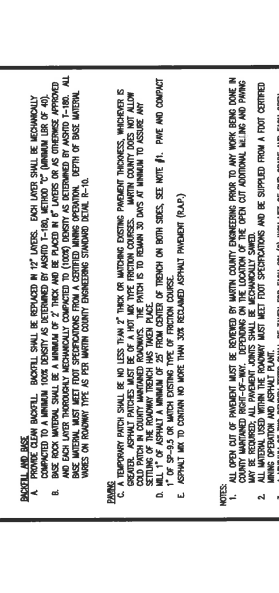 BACKFILL AND BASE
A. PROVIDE CLEAN BACKFILL. BACKFILL SHALL BE REPLACED IN 12" LAYERS. EACH LAYER SHALL BE MECHANICALLY
COMPACTED TO A MINIMUM 100% DENSITY AS DETERMINED BY AASHTO T-180, METHOD "C" (MINIMUM LBR OF 40).
B. BASE ROCK MATERIAL SHALL BE A MINIMUM OF 2' THICK AND BE PLACED IN 6" LAYERS OR AS OTHERWISE APPROVED
AND EACH LAYER THOROUGHLY MECHANICALLY COMPACTED TO (100%) DENSITY AS DETERMINED BY AASHTO T-180. ALL
BASE MATERIAL MUST MEET FDOT SPECIFICATIONS FROM A CERTIFIED MINING OPERATION. DEPTH OF BASE MATERIAL
VARIES ON ROADWAY TYPE AS PER MARTIN COUNTY ENGINEERING STANDARD DETAIL R-10.
PAVING
C. A TEMPORARY PATCH SHALL BE NO LESS THAN 2" THICK OR MATCHING EXISTING PAVEMENT THICKNESS, WHICHEVER IS
GREATER. ASPHALT PATCHES MUST BE OF A HOT MIX TYPE FRICTION COURSES. MARTIN COUNTY DOES NOT ALLOW
COLD PATCH IN COUNTY MAINTAINED ROADWAYS. THE PATCH IS TO REMAIN 30 DAYS AT MINIMUM TO ASSURE ANY
SETTLING OF THE ROADWAY TRENCH HAS TAKEN PLACE.
D. MILL 1" OF ASPHALT A MINIMUM OF 25' FROM CENTER OF TRENCH ON BOTH SIDES, SEE NOTE #1. PAVE AND COMPACT
1" OF SP-9.5 OR MATCH EXISTING TYPE OF FRICTION COURSE.
E. ASPHALT MIX TO CONTAIN NO MORE THAN 30% RECLAIMED ASPHALT PAVEMENT (R.A.P.)
NOTES:
1. ALL OPEN CUT OF PAVEMENT MUST BE REVIEWED BY MARTIN COUNTY ENGINEERING PRIOR TO ANY WORK BEING DONE IN
COUNTY MAINTAINED RIGHT-OF-WAY. DEPENDING ON THE LOCATION OF THE OPEN CUT ADDITIONAL MILLING AND PAVING
MAY BE REQUIRED; ALL PAVEMENT JOINTS SHALL BE MECHANICALLY SAWED.
2. ALL MATERIAL USED WITHIN THE ROADWAY MUST MEET FDOT SPECIFICATIONS AND BE SUPPLIED FROM A FDOT CERTIFIED
MINING OPERATION OR ASPHALT PLANT.